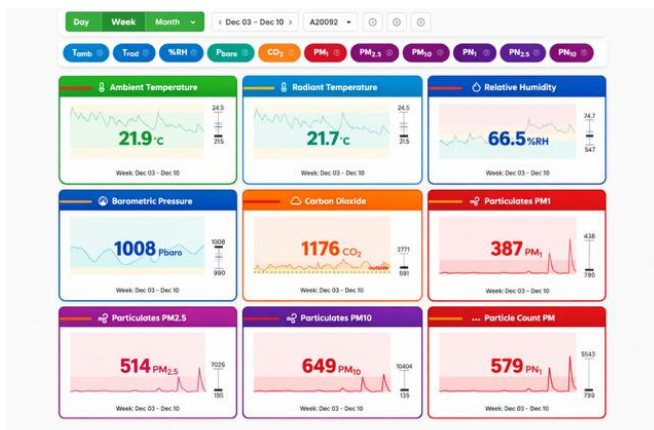 Day Week Month < Dec 03 - Dec 10 > A20092
Tamb Trad %RH Pbaro CO2 PM1 PM2.5 PM10 PN1 PN2.5 PN10
Ambient Temperature
24.5
21.9 °C
21.5
Week: Dec 03 - Dec 10
Radiant Temperature
24.5
21.7 °C
21.5
Week: Dec 03 - Dec 10
Relative Humidity
74.7
66.5 %RH
547
Week: Dec 03 - Dec 10
Barometric Pressure
1008
1008 Pbaro
990
Week: Dec 03 - Dec 10
Carbon Dioxide
2771
1176 CO2
outside
591
Week: Dec 03 - Dec 10
Particulates PM1
438
387 PM1
780
Week: Dec 03 - Dec 10
Particulates PM2.5
7026
514 PM2.5
195
Week: Dec 03 - Dec 10
Particulates PM10
10404
649 PM10
135
Week: Dec 03 - Dec 10
... Particle Count PM
5543
579 PN1
799
Week: Dec 03 - Dec 10